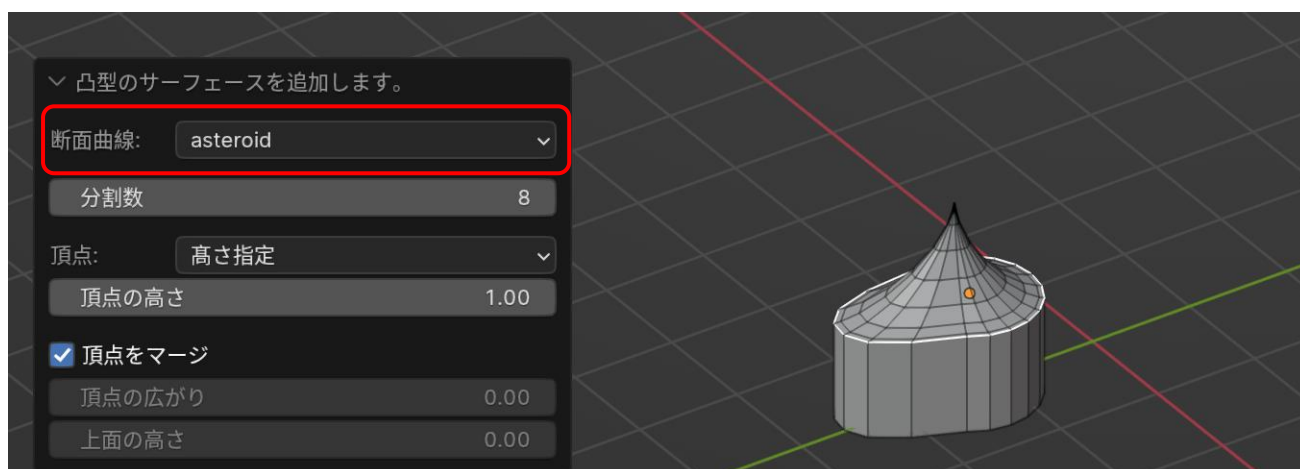 凸型のサーフェースを追加します。
断面曲線: asteroid
分割数 8
頂点: 髙さ指定
頂点の高さ 1.00
頂点をマージ
頂点の広がり 0.00
上面の高さ 0.00